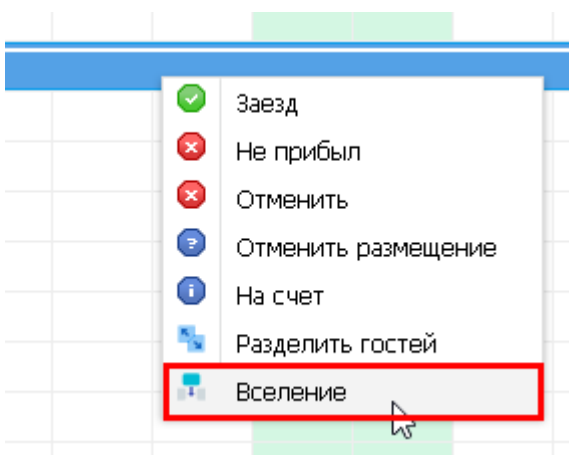 Заезд
Не прибыл
Отменить
Отменить размещение
На счет
Разделить гостей
Вселение